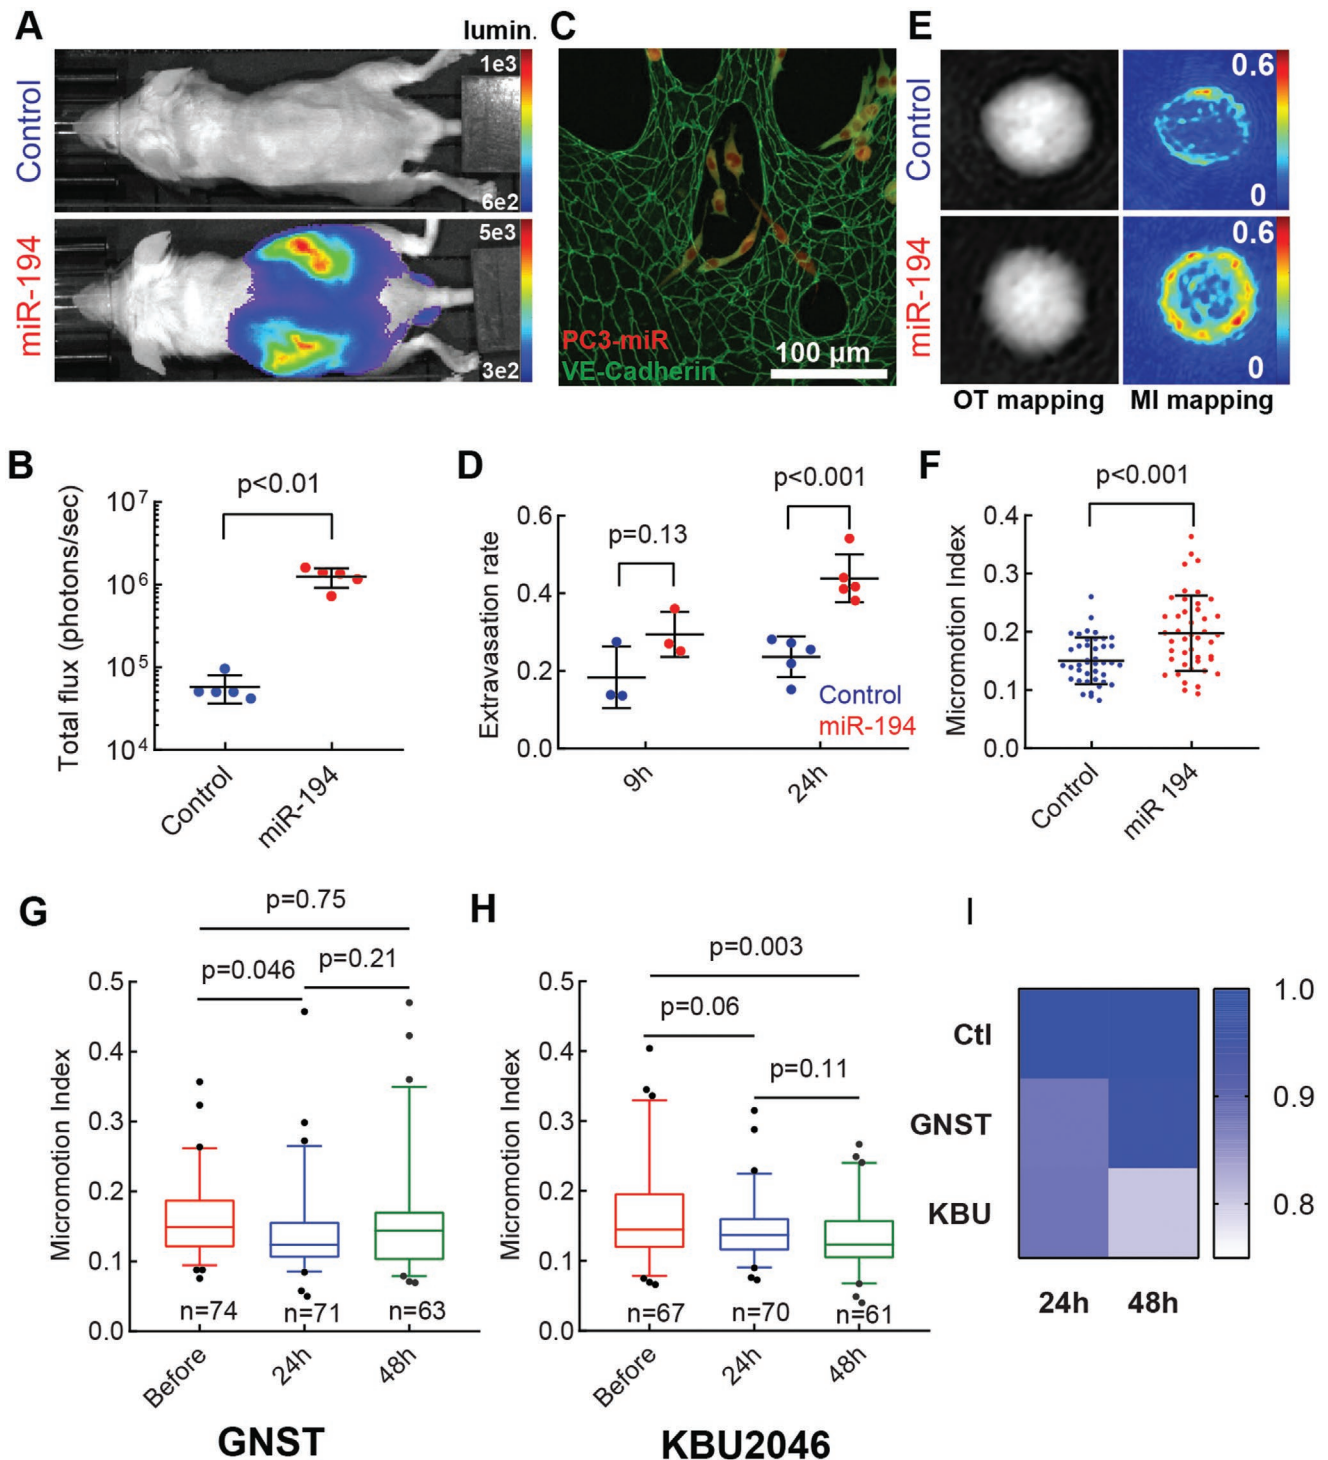 A
lumin.
Control
1e3
6e2
miR-194
5e3
3e2
C
PC3-miR
VE-Cadherin
100 µm
E
Control
0.6
0
miR-194
0.6
0
OT mapping
MI mapping
B
p<0.01
Total flux (photons/sec)
10^7
10^6
10^5
10^4
Control
miR-194
D
p<0.001
p=0.13
Extravasation rate
0.6
0.4
0.2
0.0
Control
miR-194
9h
24h
F
p<0.001
Micromotion Index
0.4
0.3
0.2
0.1
0.0
Control
miR 194
G
p=0.75
p=0.046
p=0.21
Micromotion Index
0.5
0.4
0.3
0.2
0.1
0.0
n=74
n=71
n=63
Before
24h
48h
GNST
H
p=0.003
p=0.06
p=0.11
Micromotion Index
0.5
0.4
0.3
0.2
0.1
0.0
n=67
n=70
n=61
Before
24h
48h
KBU2046
I
Ctl
GNST
KBU
24h
48h
1.0
0.9
0.8